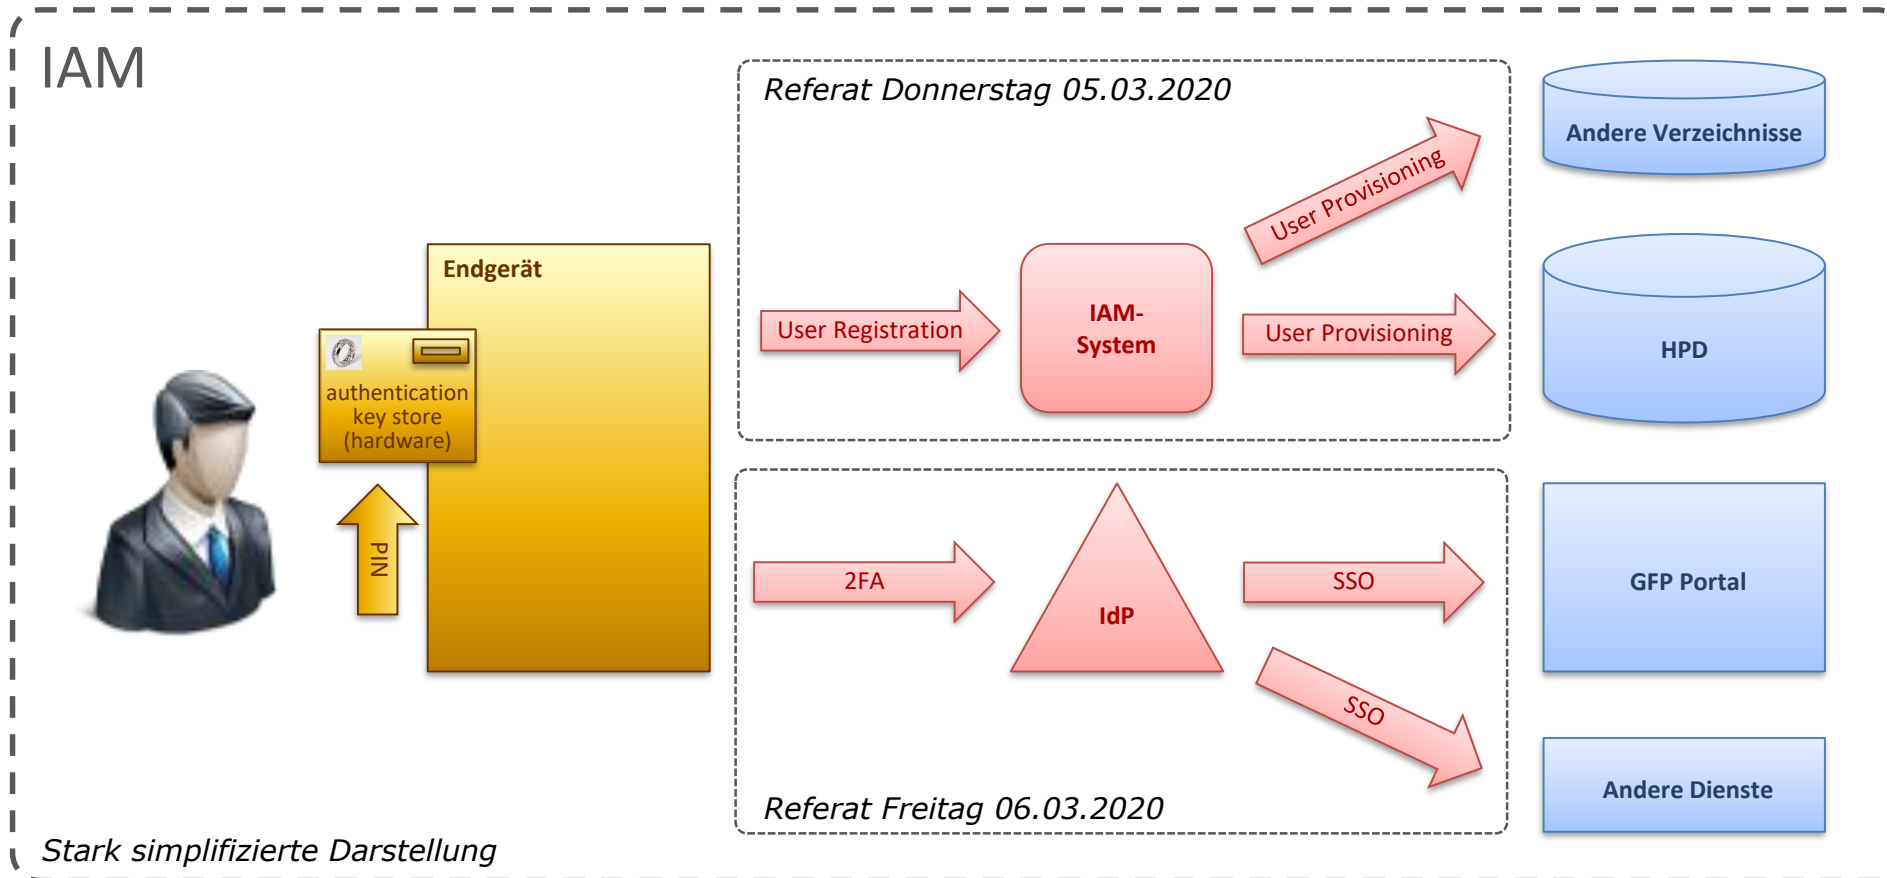 IAM
Referat Donnerstag 05.03.2020
Andere Verzeichnisse
User Provisioning
Endgerät
User Registration
IAM-
System
User Provisioning
HPD
authentication
key store
(hardware)
PIN
2FA
IdP
SSO
GFP Portal
SSO
Andere Dienste
Referat Freitag 06.03.2020
Stark simplifizierte Darstellung